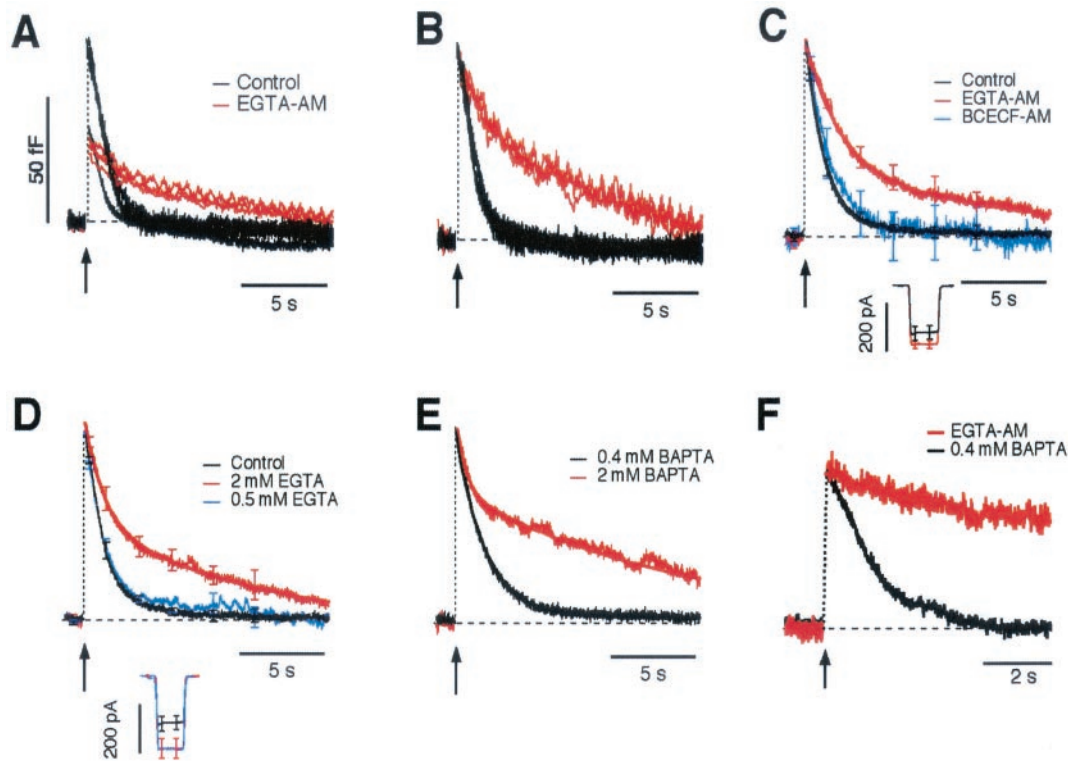 A
Control
EGTA-AM
50 fF
5 s
B
5 s
C
Control
EGTA-AM
BCECF-AM
5 s
200 pA
D
Control
2 mM EGTA
0.5 mM EGTA
5 s
200 pA
E
0.4 mM BAPTA
2 mM BAPTA
5 s
F
EGTA-AM
0.4 mM BAPTA
2 s